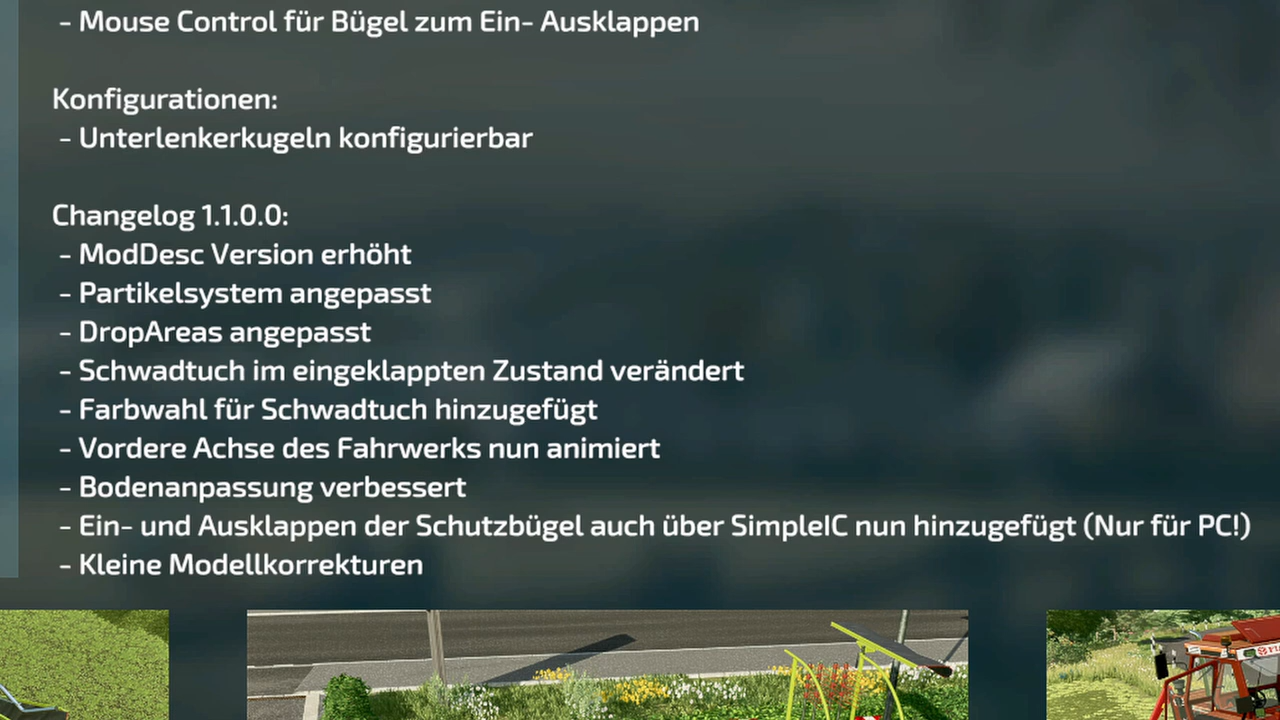 - Mouse Control für Bügel zum Ein- Ausklappen
Konfigurationen:
- Unterlenkerkugeln konfigurierbar
Changelog 1.1.0.0:
- ModDesc Version erhöht
- Partikelsystem angepasst
- DropAreas angepasst
- Schwadtuch im eingeklappten Zustand verändert
- Farbwahl für Schwadtuch hinzugefügt
- Vordere Achse des Fahrwerks nun animiert
- Bodenanpassung verbessert
- Ein- und Ausklappen der Schutzbügel auch über SimpleIC nun hinzugefügt (Nur für PC!)
- Kleine Modellkorrekturen